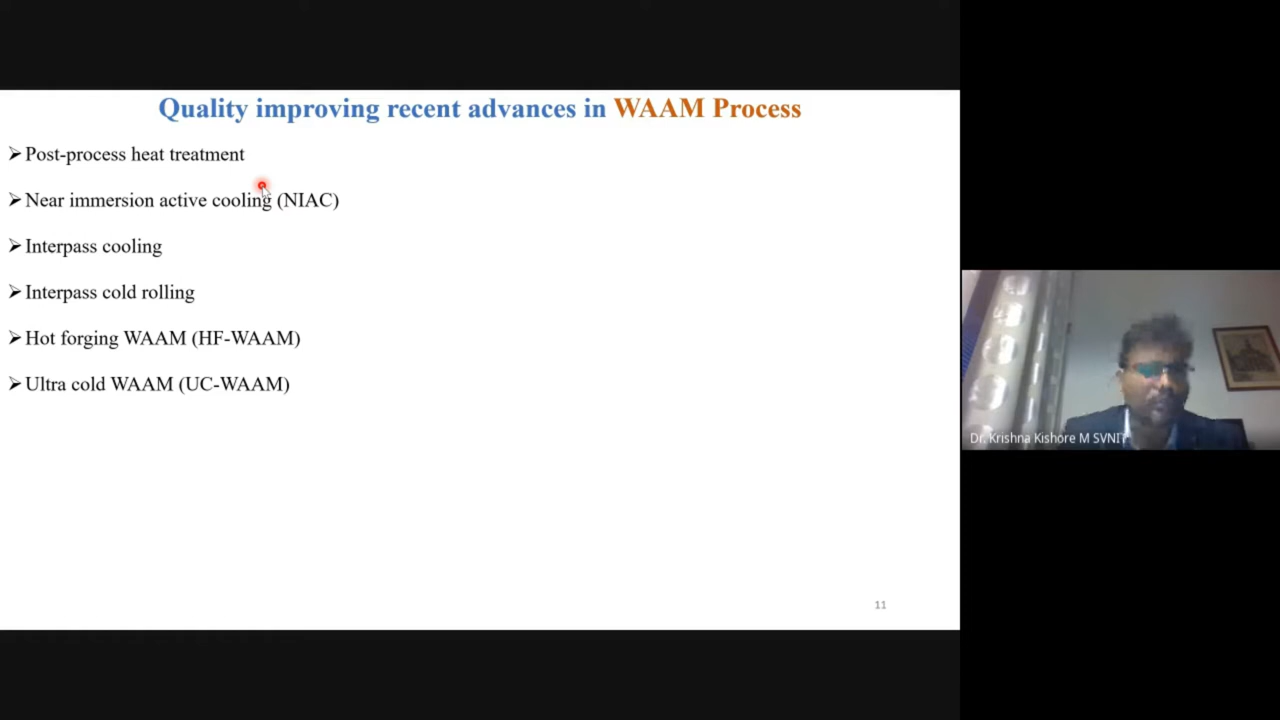 Quality improving recent advances in WAAM Process
Post-process heat treatment
Near immersion active cooling (NIAC)
Interpass cooling
Interpass cold rolling
Hot forging WAAM (HF-WAAM)
Ultra cold WAAM (UC-WAAM)
11
Dr. Krishna Kishore M SVNIT